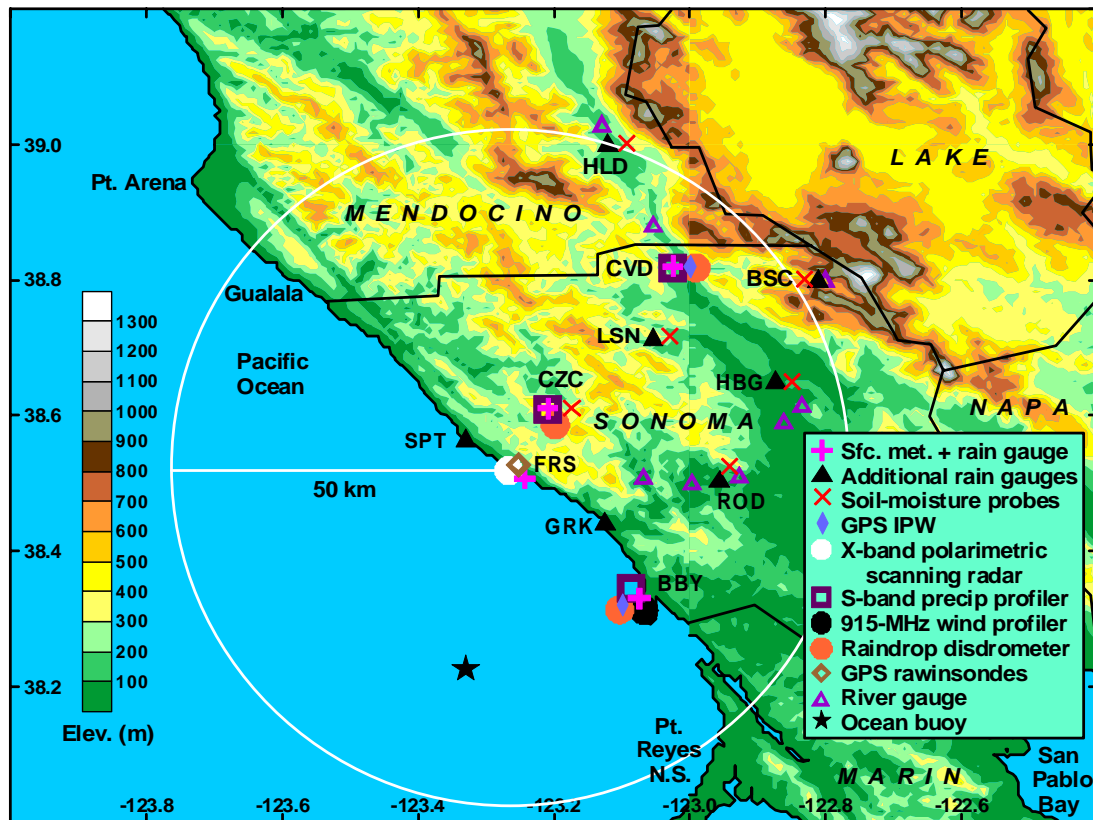 39.0
38.8
38.6
38.4
38.2
-123.8
-123.6
-123.4
-123.2
-123.0
-122.8
-122.6
Pt. Arena
HLD
LAKE
MENDOCINO
CVD
BSC
Gualala
Pacific
Ocean
LSN
CZC
HBG
NAPA
SONOMA
SPT
FRS
50 km
ROD
GRK
BBY
1300
1200
1100
1000
900
800
700
600
500
400
300
200
100
Elev. (m)
Sfc. met. + rain gauge
Additional rain gauges
Soil-moisture probes
GPS IPW
X-band polarimetric
scanning radar
S-band precip profiler
915-MHz wind profiler
Raindrop disdrometer
GPS rawinsondes
River gauge
Ocean buoy
Pt.
Reyes
N.S.
MARIN
San
Pablo
Bay